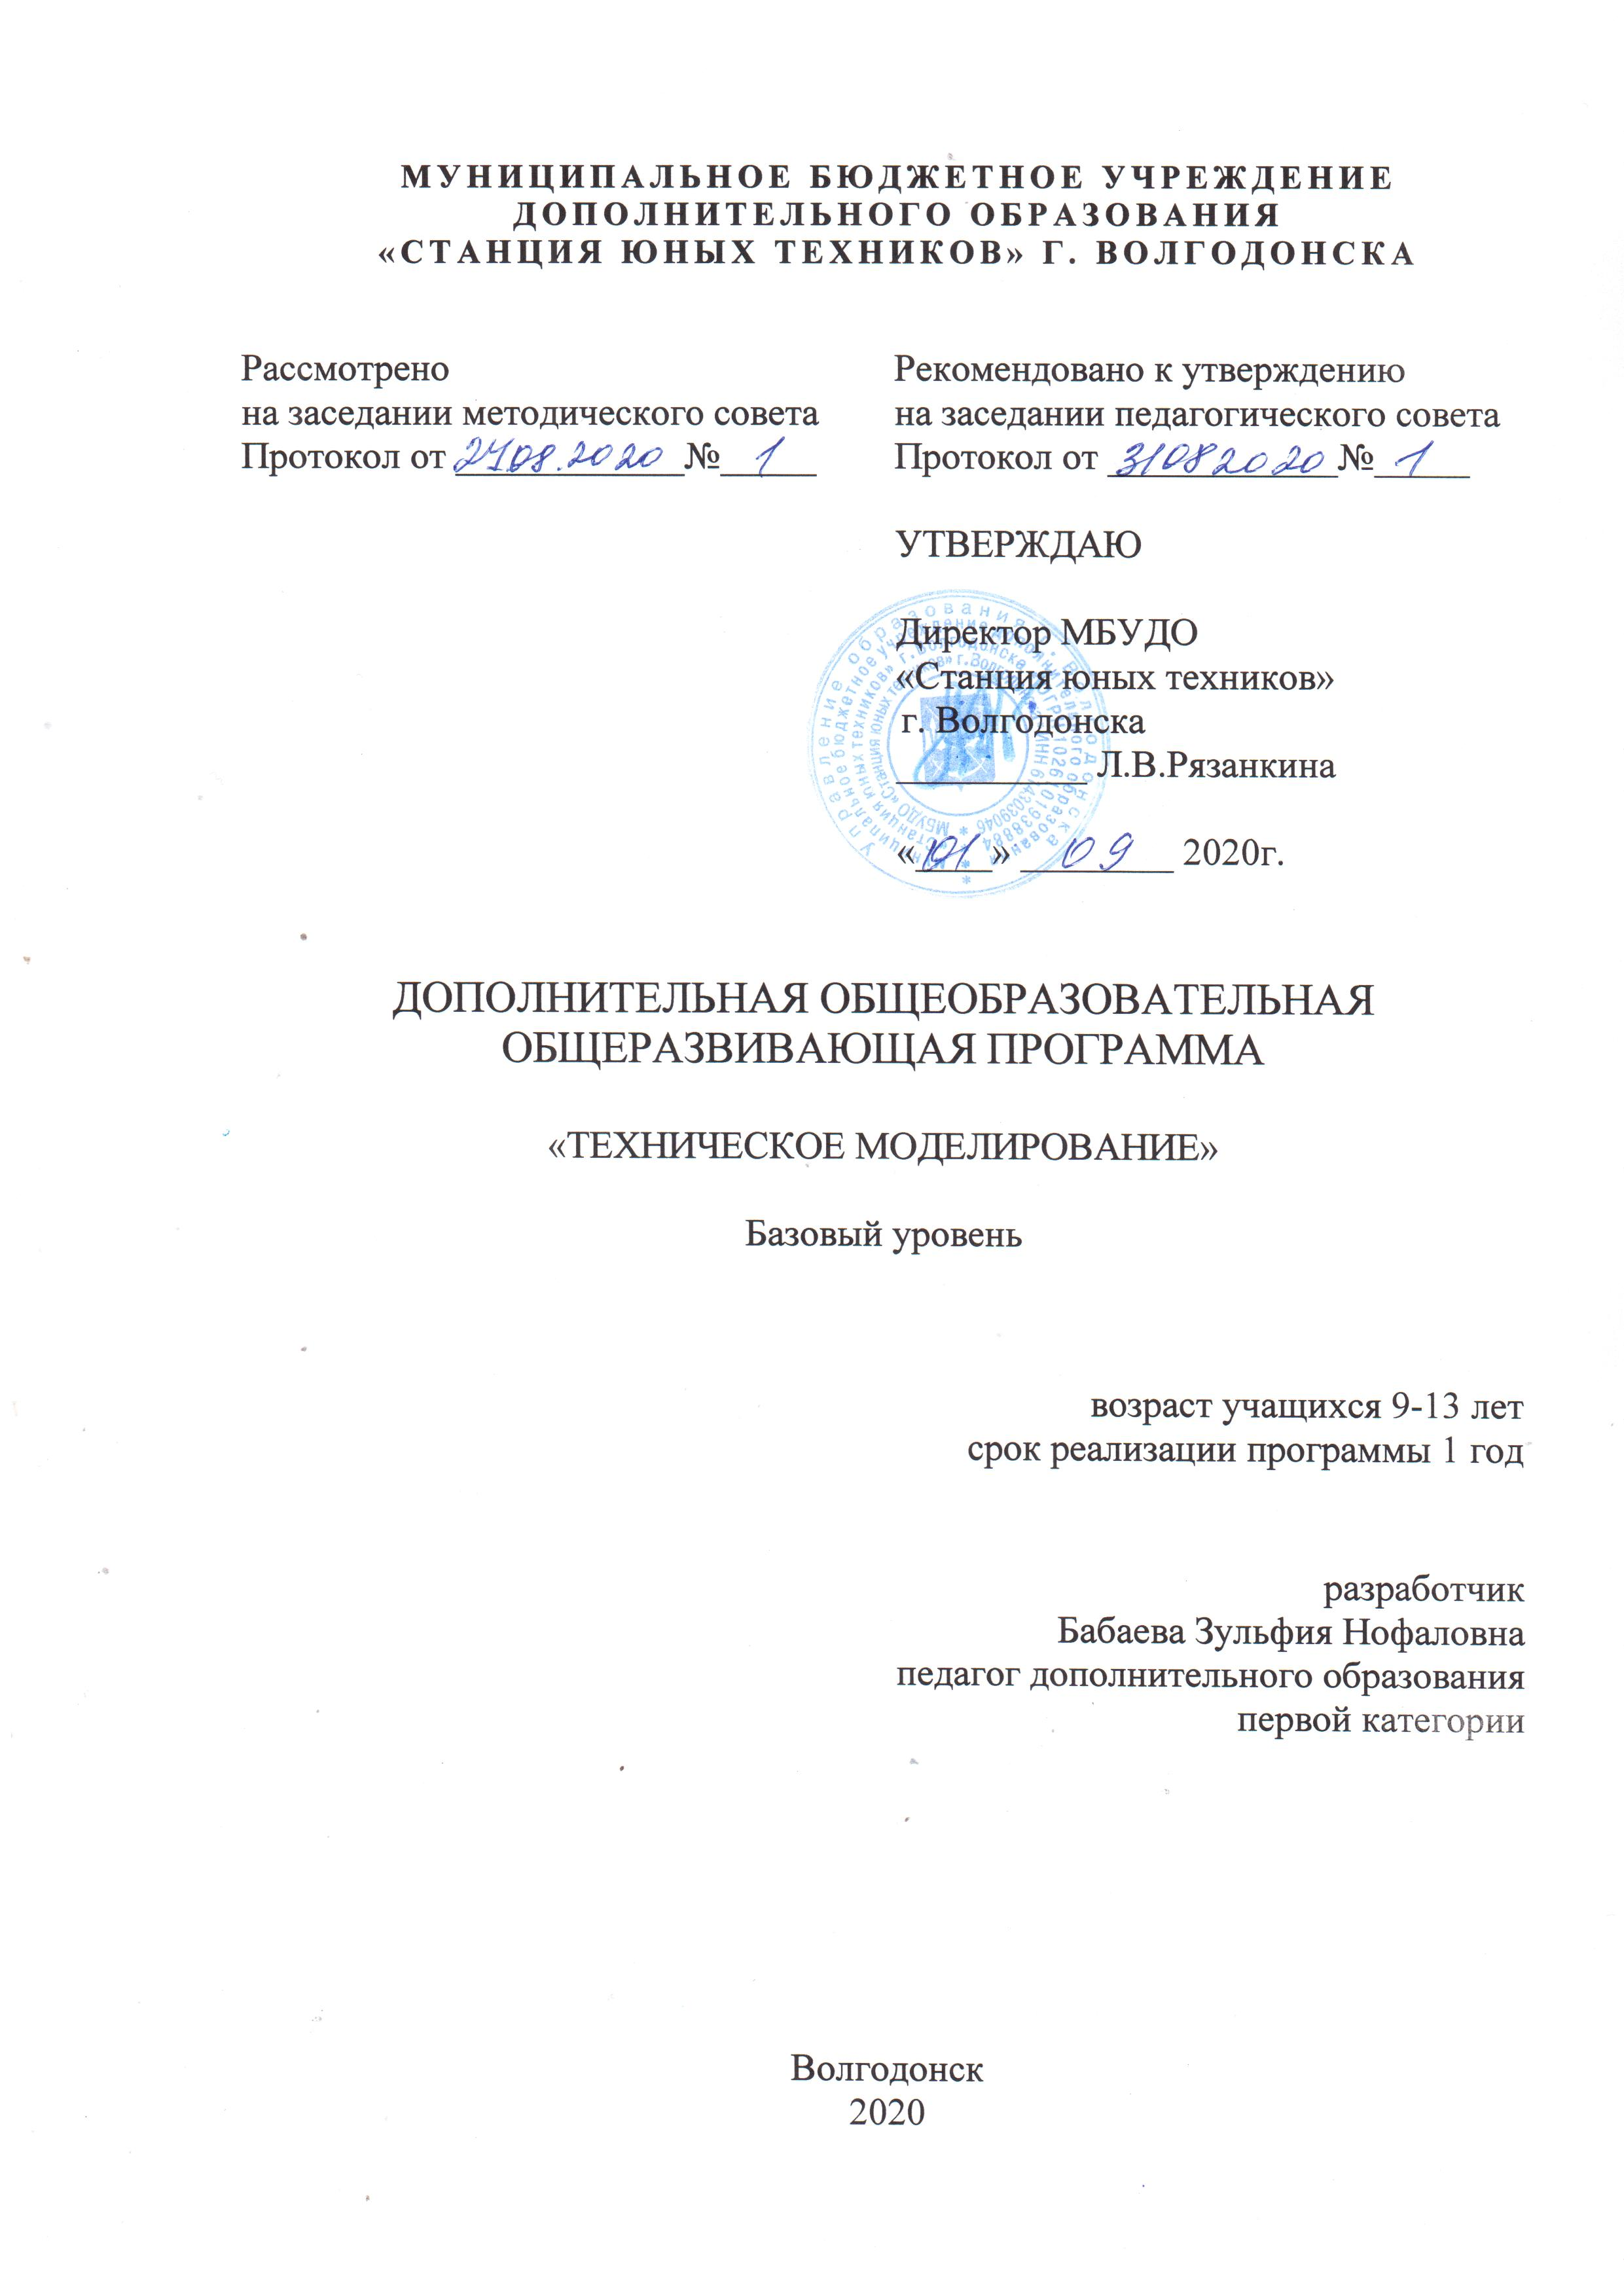 МУНИЦИПАЛЬНОЕ БЮДЖЕТНОЕ УЧРЕЖДЕНИЕ
ДОПОЛНИТЕЛЬНОГО ОБРАЗОВАНИЯ
«СТАНЦИЯ ЮНЫХ ТЕХНИКОВ» Г. ВОЛГОДОНСКА
Рассмотрено
на заседании методического совета
Протокол от 24.08.2020 № 1
Рекомендовано к утверждению
на заседании педагогического совета
Протокол от 31 08 2020 № 1
УТВЕРЖДАЮ
Директор МБУДО
«Станция юных техников»
г. Волгодонска
Л.В.Рязанкина
«01» 09 2020г.
ДОПОЛНИТЕЛЬНАЯ ОБЩЕОБРАЗОВАТЕЛЬНАЯ
ОБЩЕРАЗВИВАЮЩАЯ ПРОГРАММА
«ТЕХНИЧЕСКОЕ МОДЕЛИРОВАНИЕ»
Базовый уровень
возраст учащихся 9-13 лет
срок реализации программы 1 год
разработчик
Бабаева Зульфия Нофаловна
педагог дополнительного образования
первой категории
Волгодонск
2020